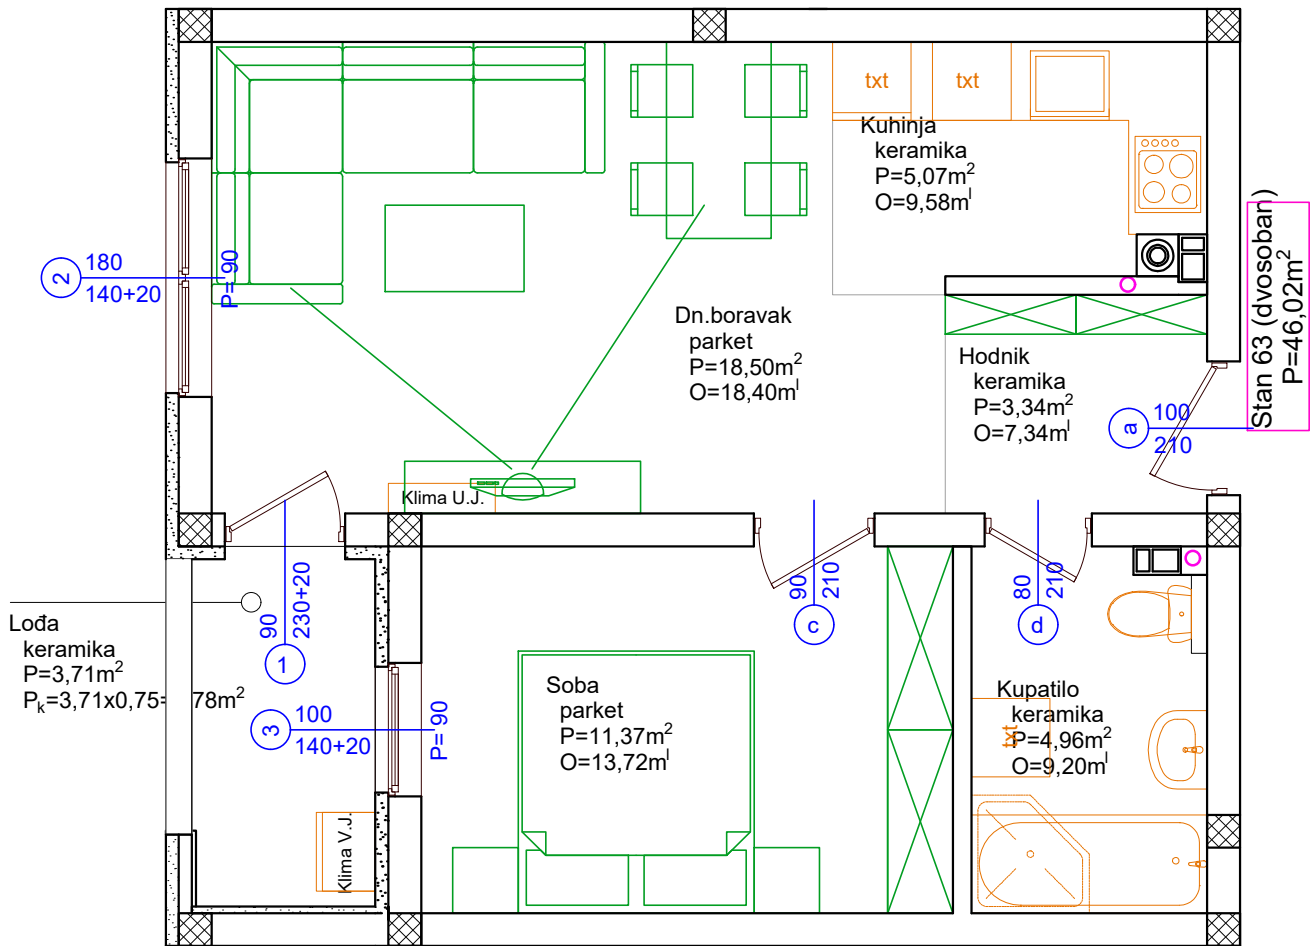 txt
txt
Kuhinja
keramika
P=5,07m²
O=9,58mˡ
Stan 63 (dvosoban)
P=46,02m²
2
180
140+20
P= 90
Dn.boravak
parket
P=18,50m²
O=18,40mˡ
Hodnik
keramika
P=3,34m²
O=7,34mˡ
a
100
210
Klima U.J.
90
230+20
1
90
210
c
80
210
d
Lođa
keramika
P=3,71m²
Pₖ=3,71x0,75= 78m²
3
100
140+20
P= 90
Soba
parket
P=11,37m²
O=13,72mˡ
Kupatilo
keramika
txt
P=4,96m²
O=9,20mˡ
Klima V.J.